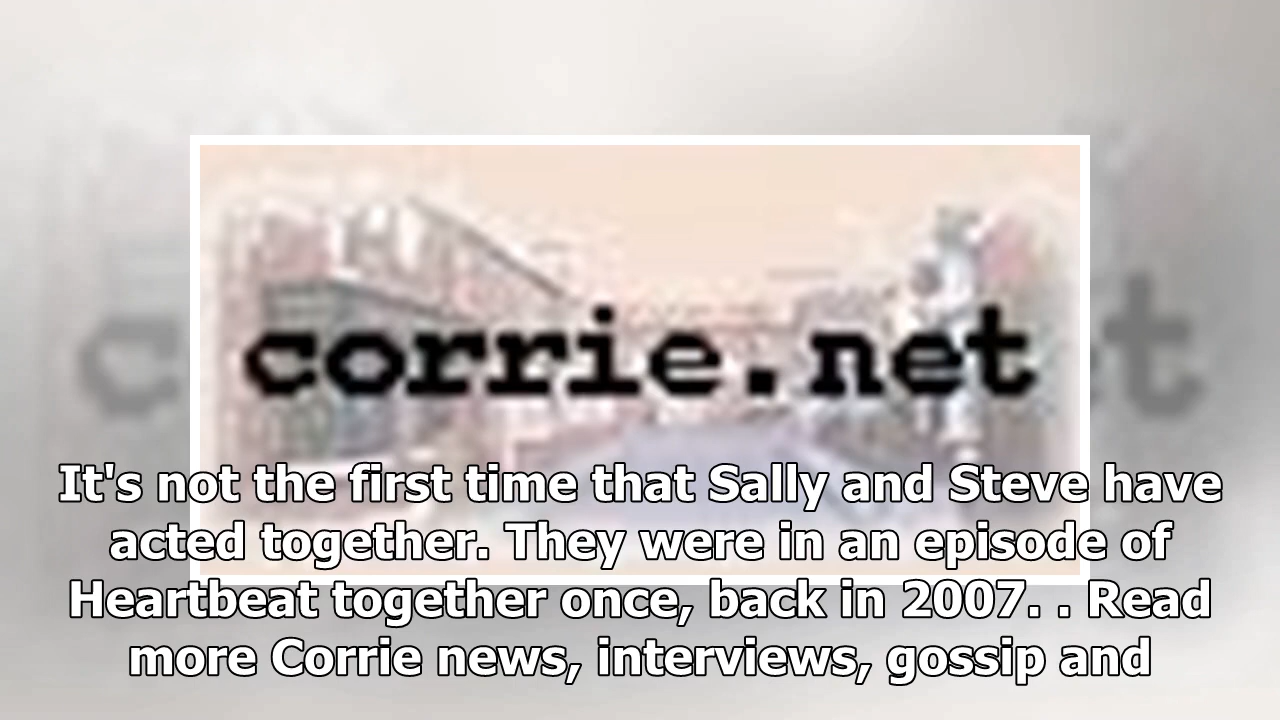 corrie.net
It's not the first time that Sally and Steve have
acted together. They were in an episode of
Heartbeat together once, back in 2007. . Read
more Corrie news, interviews, gossip and